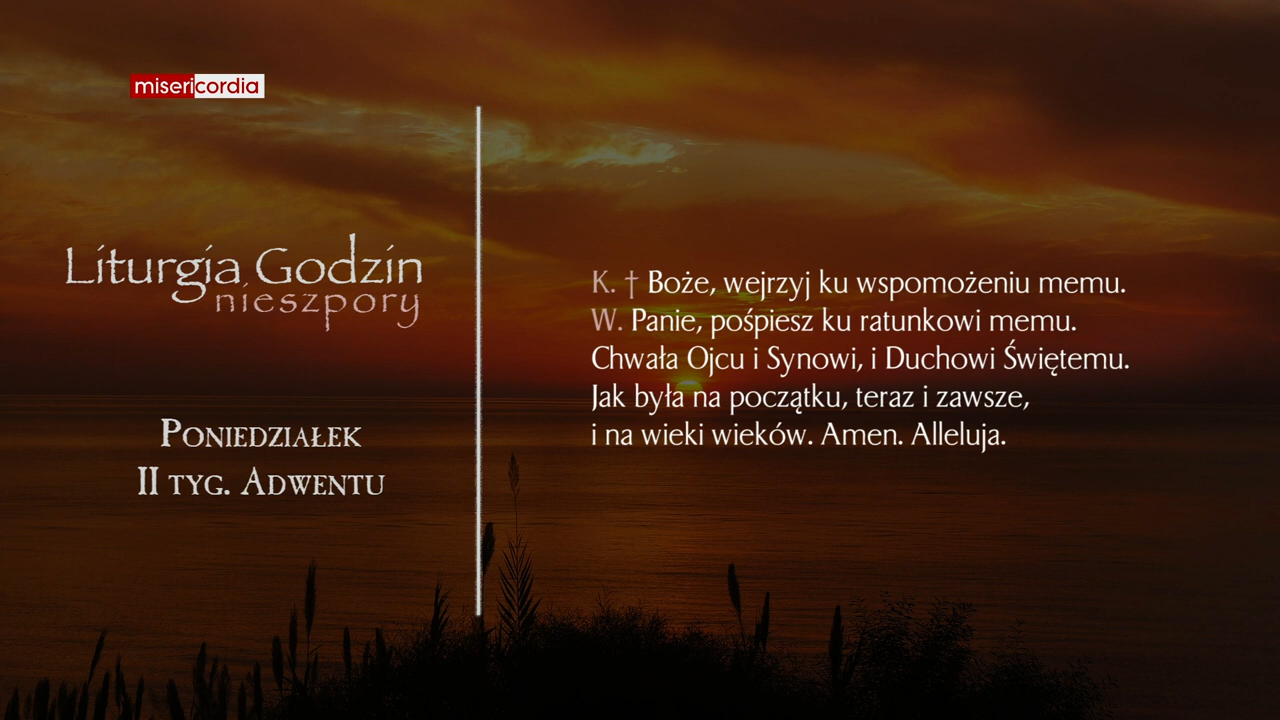 misericordia
Liturgia Godzin
nieszpory
Poniedziałek
II tyg. Adwentu
K. † Boże, wejrzyj ku wspomożeniu memu.
W. Panie, pośpiesz ku ratunkowi memu.
Chwała Ojcu i Synowi, i Duchowi Świętemu.
Jak była na początku, teraz i zawsze,
i na wieki wieków. Amen. Alleluja.